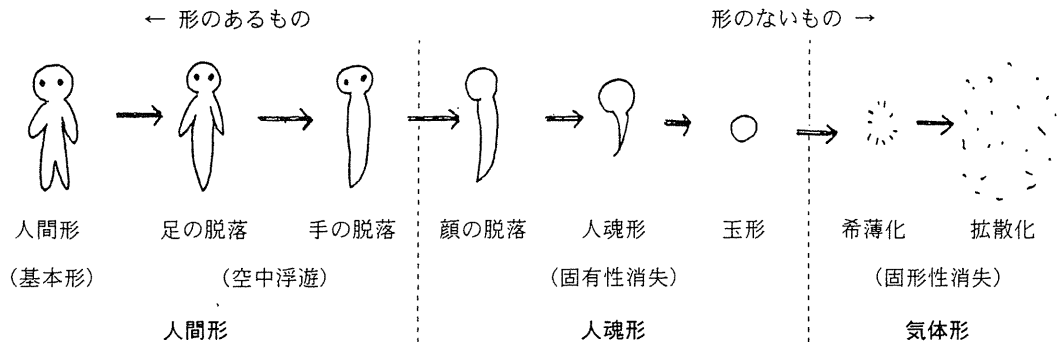 ← 形のあるもの 形のないもの →
人間形 足の脱落 手の脱落 顔の脱落 人魂形 玉形 希薄化 拡散化
(基本形) (空中浮遊) (固有性消失) (固形性消失)
人間形 人魂形 気体形